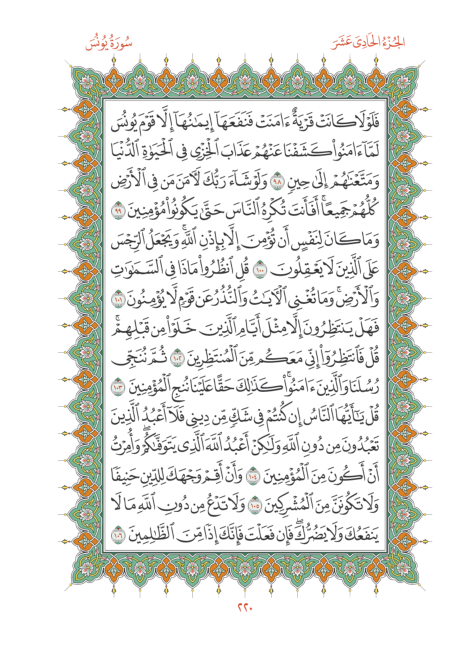 الجُزْءُ الحَادِىَ عَشَرَ
سُورَةُ يُونُسَ
فَلَوْلَا كَانَتْ قَرْيَةٌ ءَامَنَتْ فَنَفَعَهَآ إِيمَٰنُهَآ إِلَّا قَوْمَ يُونُسَ
لَمَّآ ءَامَنُوا۟ كَشَفْنَا عَنْهُمْ عَذَابَ ٱلْخِزْىِ فِى ٱلْحَيَوٰةِ ٱلدُّنْيَا
وَمَتَّعْنَٰهُمْ إِلَىٰ حِينٍ ٩٨ وَلَوْ شَآءَ رَبُّكَ لَـَٔامَنَ مَن فِى ٱلْأَرْضِ
كُلُّهُمْ جَمِيعًا ۚ أَفَأَنتَ تُكْرِهُ ٱلنَّاسَ حَتَّىٰ يَكُونُوا۟ مُؤْمِنِينَ ٩٩
وَمَا كَانَ لِنَفْسٍ أَن تُؤْمِنَ إِلَّا بِإِذْنِ ٱللَّهِ ۚ وَيَجْعَلُ ٱلرِّجْسَ
عَلَى ٱلَّذِينَ لَا يَعْقِلُونَ ١٠٠ قُلِ ٱنظُرُوا۟ مَاذَا فِى ٱلسَّمَٰوَٰتِ
وَٱلْأَرْضِ ۚ وَمَا تُغْنِى ٱلْـَٔايَٰتُ وَٱلنُّذُرُ عَن قَوْمٍ لَّا يُؤْمِنُونَ ١٠١
فَهَلْ يَنتَظِرُونَ إِلَّا مِثْلَ أَيَّامِ ٱلَّذِينَ خَلَوْا۟ مِن قَبْلِهِمْ ۚ
قُلْ فَٱنتَظِرُوٓا۟ إِنِّى مَعَكُم مِّنَ ٱلْمُنتَظِرِينَ ١٠٢ ثُمَّ نُنَجِّى
رُسُلَنَا وَٱلَّذِينَ ءَامَنُوا۟ ۚ كَذَٰلِكَ حَقًّا عَلَيْنَا نُنجِ ٱلْمُؤْمِنِينَ ١٠٣
قُلْ يَٰٓأَيُّهَا ٱلنَّاسُ إِن كُنتُمْ فِى شَكٍّ مِّن دِينِى فَلَآ أَعْبُدُ ٱلَّذِينَ
تَعْبُدُونَ مِن دُونِ ٱللَّهِ وَلَٰكِنْ أَعْبُدُ ٱللَّهَ ٱلَّذِى يَتَوَفَّىٰكُمْ ۖ وَأُمِرْتُ
أَنْ أَكُونَ مِنَ ٱلْمُؤْمِنِينَ ١٠٤ وَأَنْ أَقِمْ وَجْهَكَ لِلدِّينِ حَنِيفًا
وَلَا تَكُونَنَّ مِنَ ٱلْمُشْرِكِينَ ١٠٥ وَلَا تَدْعُ مِن دُونِ ٱللَّهِ مَا لَا
يَنفَعُكَ وَلَا يَضُرُّكَ ۖ فَإِن فَعَلْتَ فَإِنَّكَ إِذًا مِّنَ ٱلظَّٰلِمِينَ ١٠٦
٢٢٠